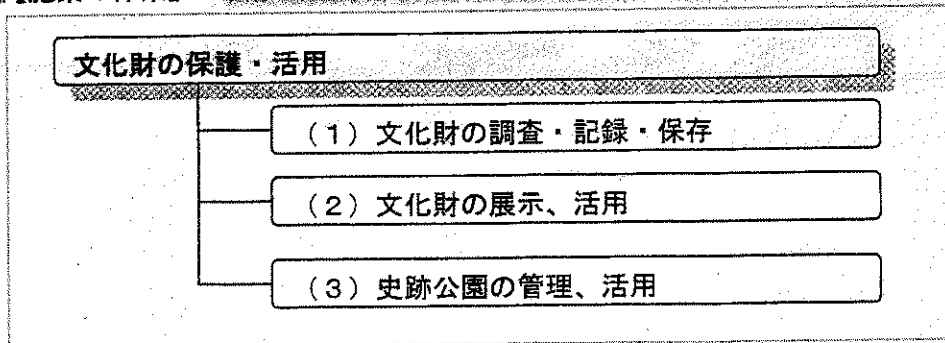 文化財の保護・活用
（1）文化財の調査・記録・保存
（2）文化財の展示、活用
（3）史跡公園の管理、活用